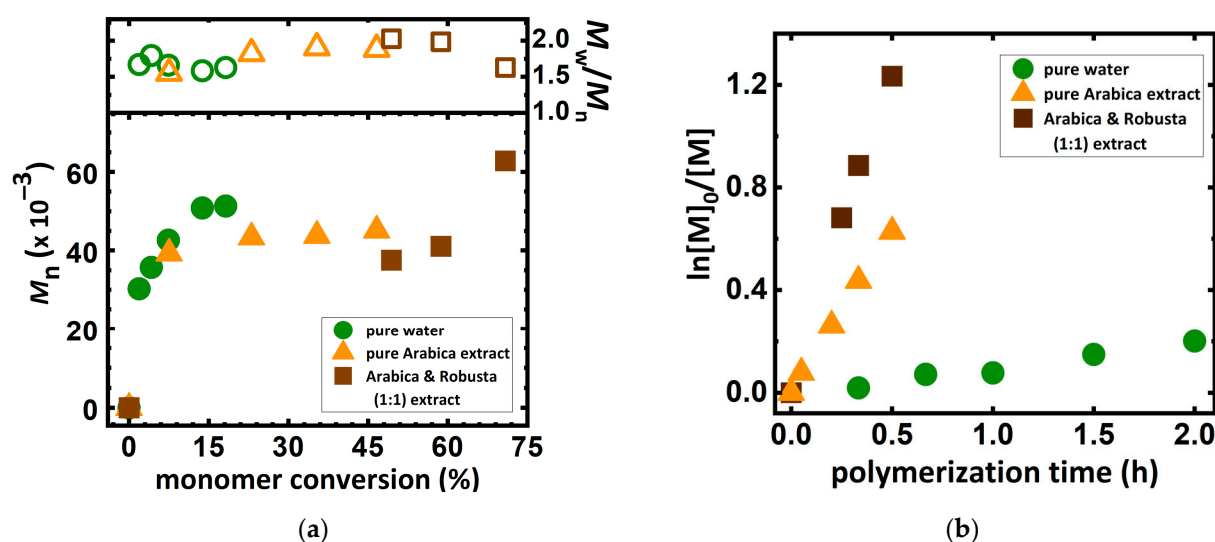 2.0
1.5
1.0
M_w/M_n
60
40
20
0
M_n (x 10⁻³)
pure water
pure Arabica extract
Arabica & Robusta
(1:1) extract
0 15 30 45 60 75
monomer conversion (%)
(a)
1.2
0.8
0.4
0.0
ln[M]₀/[M]
pure water
pure Arabica extract
Arabica & Robusta
(1:1) extract
0.0 0.5 1.0 1.5 2.0
polymerization time (h)
(b)